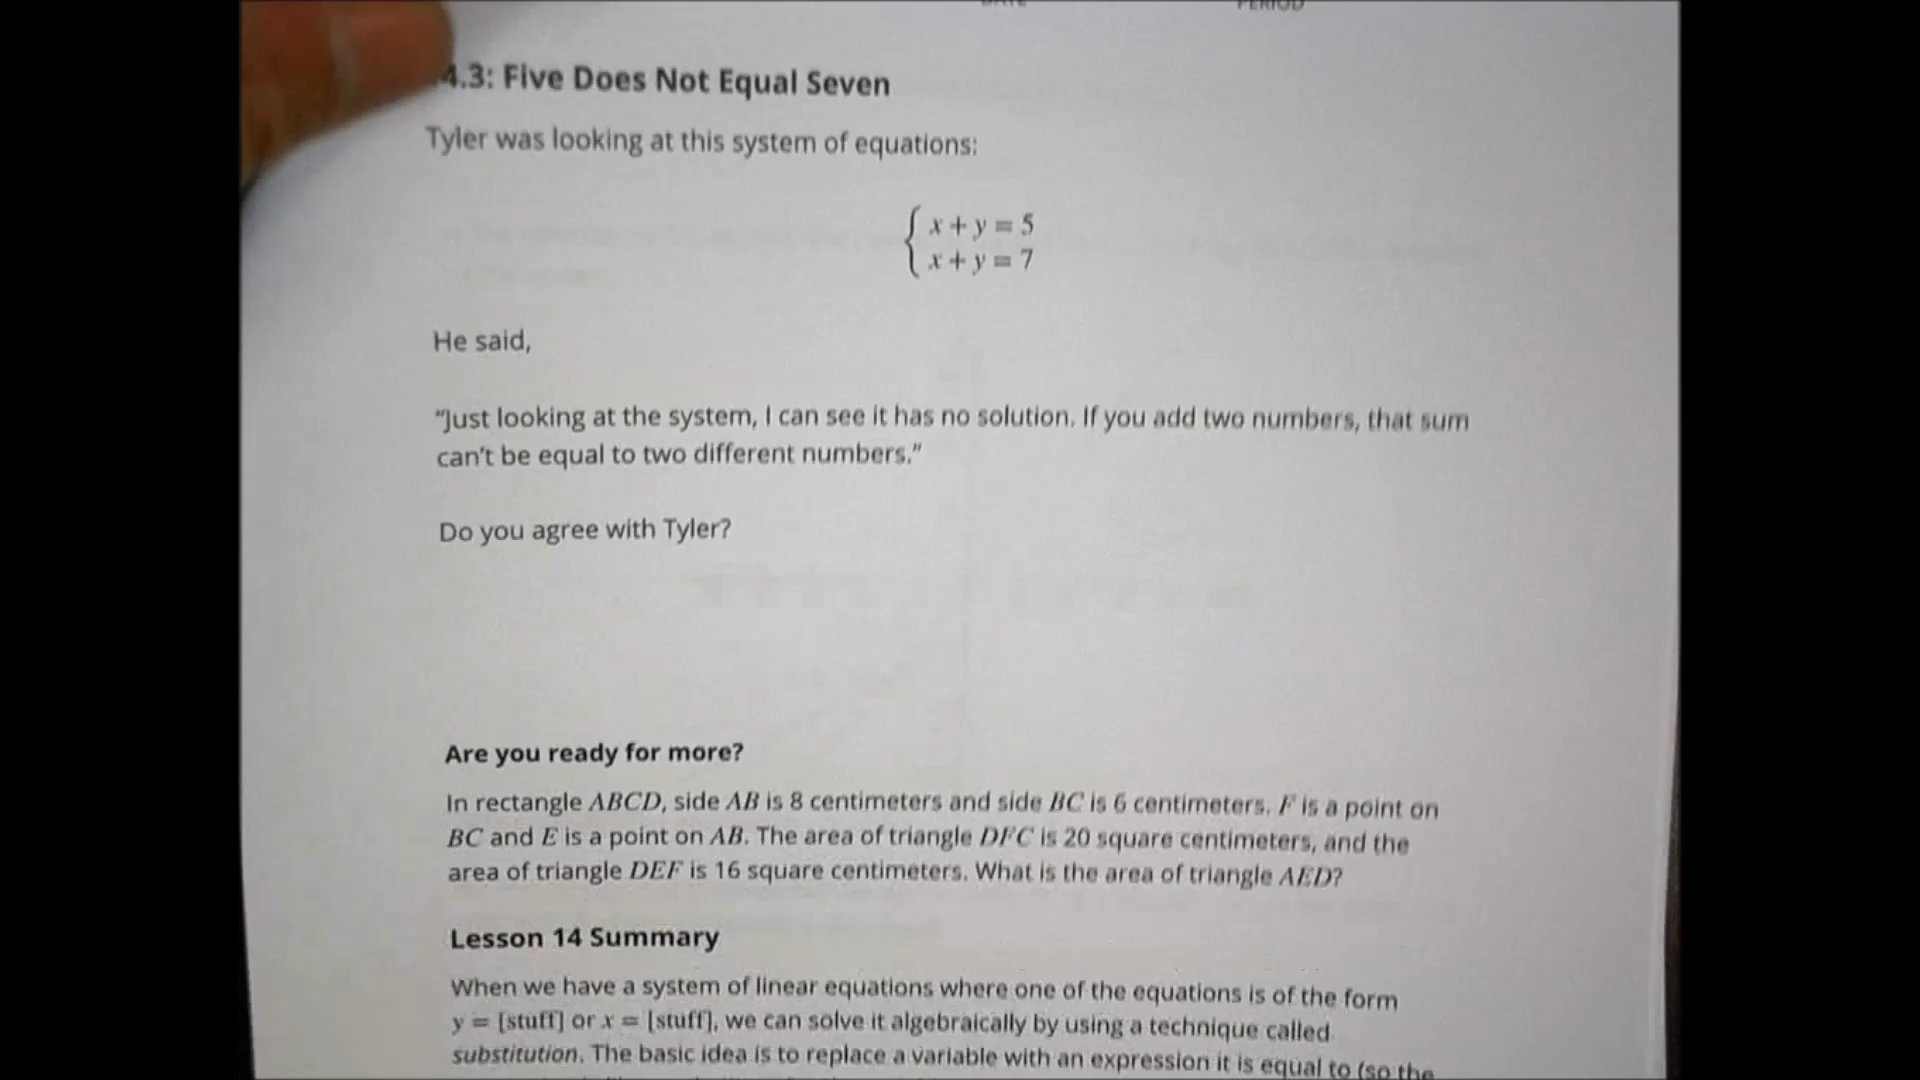 4.3: Five Does Not Equal Seven
Tyler was looking at this system of equations:
x + y = 5
x + y = 7
He said,
“Just looking at the system, I can see it has no solution. If you add two numbers, that sum
can’t be equal to two different numbers.”
Do you agree with Tyler?
Are you ready for more?
In rectangle ABCD, side AB is 8 centimeters and side BC is 6 centimeters. F is a point on
BC and E is a point on AB. The area of triangle DFC is 20 square centimeters, and the
area of triangle DEF is 16 square centimeters. What is the area of triangle AED?
Lesson 14 Summary
When we have a system of linear equations where one of the equations is of the form
y = [stuff] or x = [stuff], we can solve it algebraically by using a technique called
substitution. The basic idea is to replace a variable with an expression it is equal to (so the